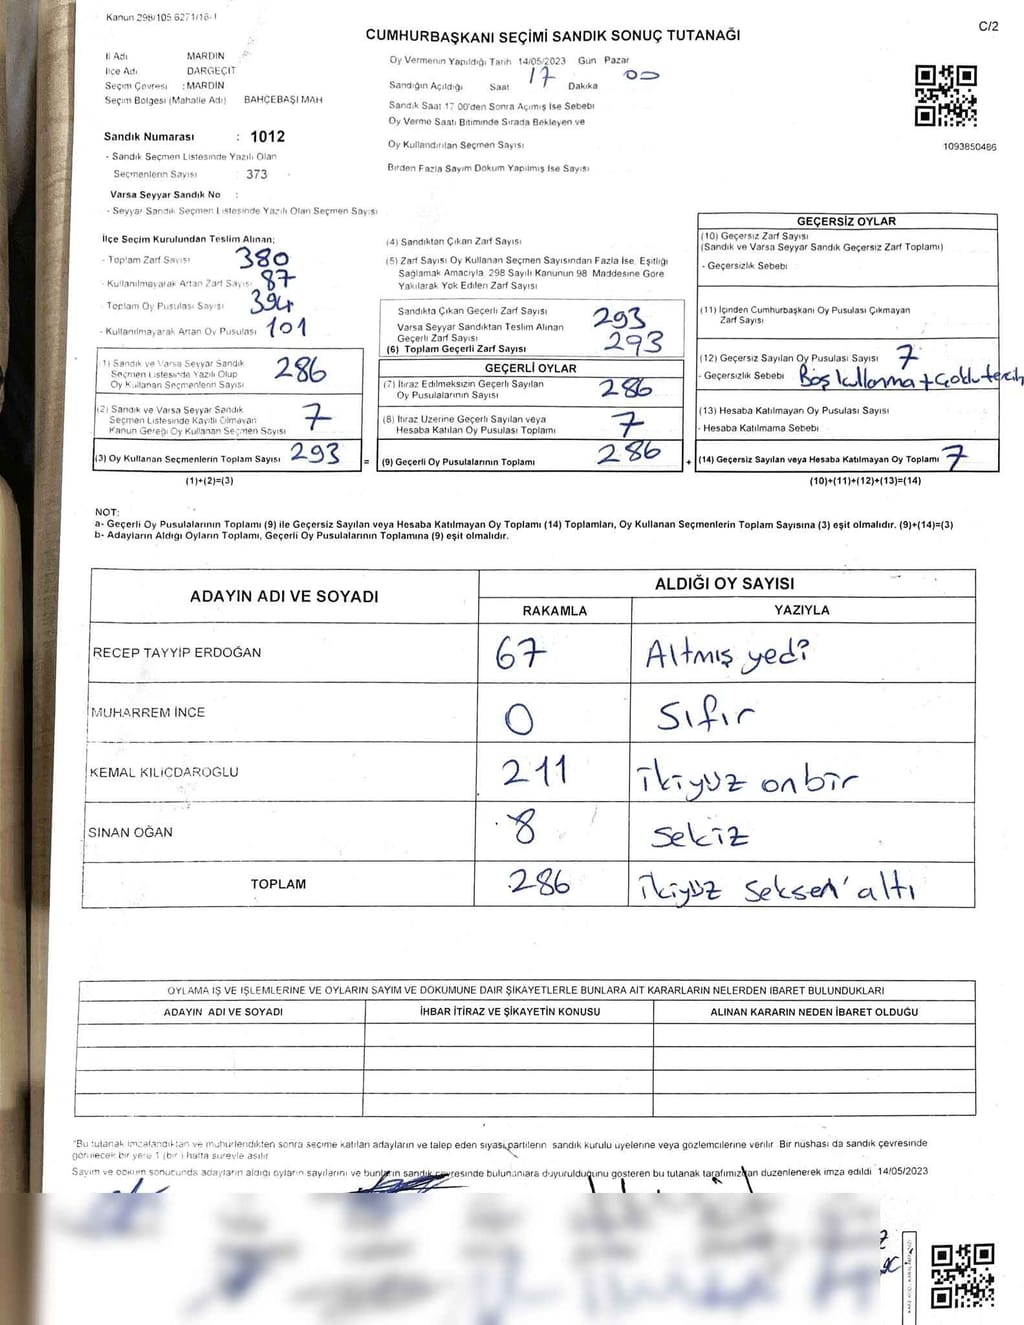 Kanun 298/105 6271/16-1
C/2
CUMHURBAŞKANI SEÇİMİ SANDIK SONUÇ TUTANAĞI
İl Adı MARDİN
İlçe Adı DARGEÇİT
Seçim Çevresi : MARDİN
Seçim Bölgesi (Mahalle Adı) BAHÇEBAŞI MAH
Oy Vermenin Yapıldığı Tarih 14/05/2023 Gün Pazar
Sandığın Açıldığı Saat 17 Dakika 00
Sandık Saat 17 00'den Sonra Açılmış İse Sebebi
Oy Verme Saati Bitiminde Sırada Bekleyen ve
Oy Kullandırılan Seçmen Sayısı
Birden Fazla Sayım Döküm Yapılmış İse Sayısı
1093850486
Sandık Numarası : 1012
- Sandık Seçmen Listesinde Yazılı Olan
Seçmenlerin Sayısı 373
Varsa Seyyar Sandık No :
- Seyyar Sandık Seçmen Listesinde Yazılı Olan Seçmen Sayısı
İlçe Seçim Kurulundan Teslim Alınan;
- Toplam Zarf Sayısı 380
- Kullanılmayarak Artan Zarf Sayısı 87
- Toplam Oy Pusulası Sayısı 394
- Kullanılmayarak Artan Oy Pusulası 101
1) Sandık ve Varsa Seyyar Sandık
Seçmen Listesinde Yazılı Olup
Oy Kullanan Seçmenlerin Sayısı 286
(2) Sandık ve Varsa Seyyar Sandık
Seçmen Listesinde Kayıtlı Olmayan
Kanun Gereği Oy Kullanan Seçmen Sayısı 7
(3) Oy Kullanan Seçmenlerin Toplam Sayısı 293
(1)+(2)=(3)
=
(4) Sandıktan Çıkan Zarf Sayısı
(5) Zarf Sayısı Oy Kullanan Seçmen Sayısından Fazla İse, Eşitliği
Sağlamak Amacıyla, 298 Sayılı Kanunun 98 Maddesine Göre
Yakılarak Yok Edilen Zarf Sayısı
Sandıkta Çıkan Geçerli Zarf Sayısı 293
Varsa Seyyar Sandıktan Teslim Alınan
Geçerli Zarf Sayısı
(6) Toplam Geçerli Zarf Sayısı 293
GEÇERLİ OYLAR
(7) İtiraz Edilmeksizin Geçerli Sayılan
Oy Pusulalarının Sayısı 286
(8) İtiraz Üzerine Geçerli Sayılan veya
Hesaba Katılan Oy Pusulası Toplamı 7
(9) Geçerli Oy Pusulalarının Toplamı 286
+
GEÇERSİZ OYLAR
(10) Geçersiz Zarf Sayısı
(Sandık ve Varsa Seyyar Sandık Geçersiz Zarf Toplamı)
- Geçersizlik Sebebi
(11) İçinden Cumhurbaşkanı Oy Pusulası Çıkmayan
Zarf Sayısı
(12) Geçersiz Sayılan Oy Pusulası Sayısı 7
- Geçersizlik Sebebi Boş kullanma + Çoklu tercih
(13) Hesaba Katılmayan Oy Pusulası Sayısı
- Hesaba Katılmama Sebebi
(14) Geçersiz Sayılan veya Hesaba Katılmayan Oy Toplamı 7
(10)+(11)+(12)+(13)=(14)
NOT:
a- Geçerli Oy Pusulalarının Toplamı (9) ile Geçersiz Sayılan veya Hesaba Katılmayan Oy Toplamı (14) Toplamları, Oy Kullanan Seçmenlerin Toplam Sayısına (3) eşit olmalıdır. (9)+(14)=(3)
b- Adayların Aldığı Oyların Toplamı, Geçerli Oy Pusulalarının Toplamına (9) eşit olmalıdır.
ADAYIN ADI VE SOYADI
ALDIĞI OY SAYISI
RAKAMLA YAZIYLA
RECEP TAYYİP ERDOĞAN 67 Altmış yedi
MUHARREM İNCE 0 Sıfır
KEMAL KILIÇDAROĞLU 211 ikiyüz onbir
SİNAN OĞAN 8 Sekiz
TOPLAM 286 ikiyüz Seksen'altı
OYLAMA İŞ VE İŞLEMLERİNE VE OYLARIN SAYIM VE DÖKÜMÜNE DAİR ŞİKAYETLERLE BUNLARA AİT KARARLARIN NELERDEN İBARET BULUNDUKLARI
ADAYIN ADI VE SOYADI İHBAR İTİRAZ VE ŞİKAYETİN KONUSU ALINAN KARARIN NEDEN İBARET OLDUĞU
*Bu tutanak imzalandıktan ve mühürlendikten sonra seçime katılan adayların ve talep eden siyasi partilerin sandık kurulu üyelerine veya gözlemcilerine verilir Bir nüshası da sandık çevresinde
görülecek bir yere 1 (bir) hafta süreyle asılır
Sayım ve döküm sonucunda adayların aldığı oyların sayılarını ve bunların sandık çevresinde bulunanlara duyurulduğunu gösteren bu tutanak tarafımızdan düzenlenerek imza edildi 14/05/2023